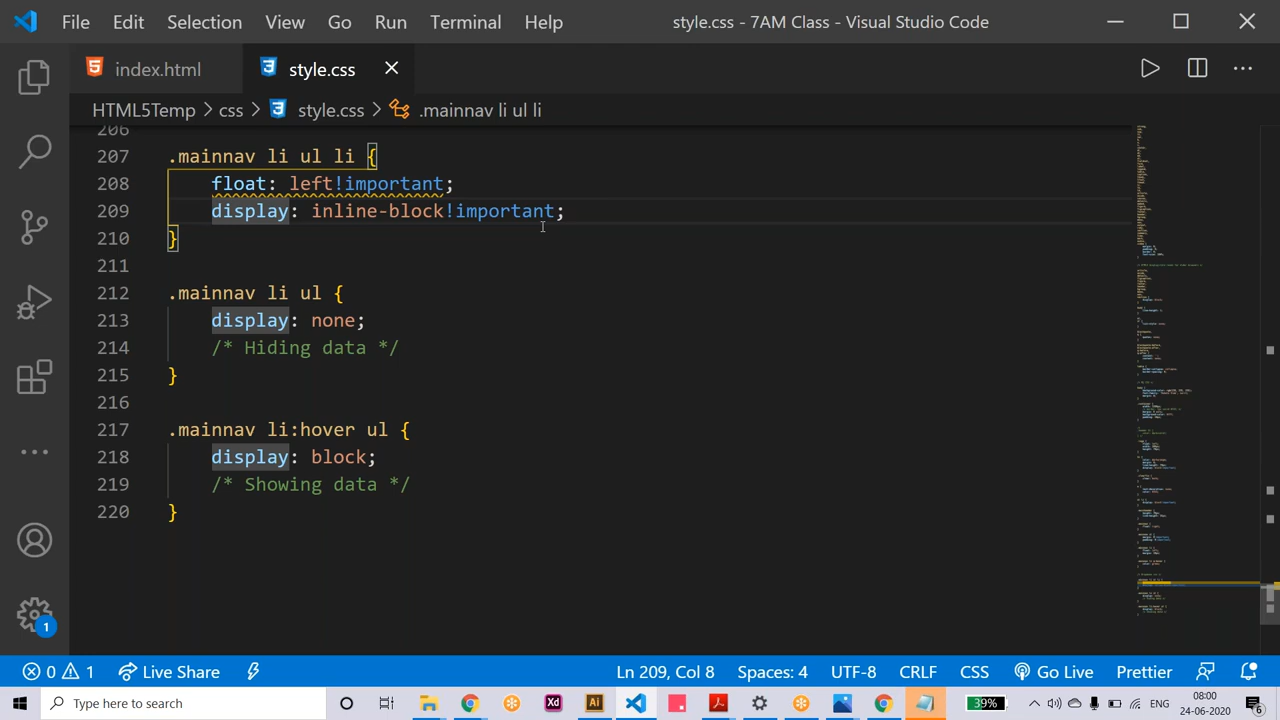 File Edit Selection View Go Run Terminal Help style.css - 7AM Class - Visual Studio Code
index.html style.css
HTML5Temp > css > style.css > .mainnav li ul li
206
207 .mainnav li ul li {
208 float: left!important;
209 display: inline-block!important;
210 }
211
212 .mainnav li ul {
213 display: none;
214 /* Hiding data */
215 }
216
217 .mainnav li:hover ul {
218 display: block;
219 /* Showing data */
220 }
1
0 1 Live Share Ln 209, Col 8 Spaces: 4 UTF-8 CRLF CSS Go Live Prettier
Type here to search Xd Ai 39% ENG 08:00
24-06-2020 6